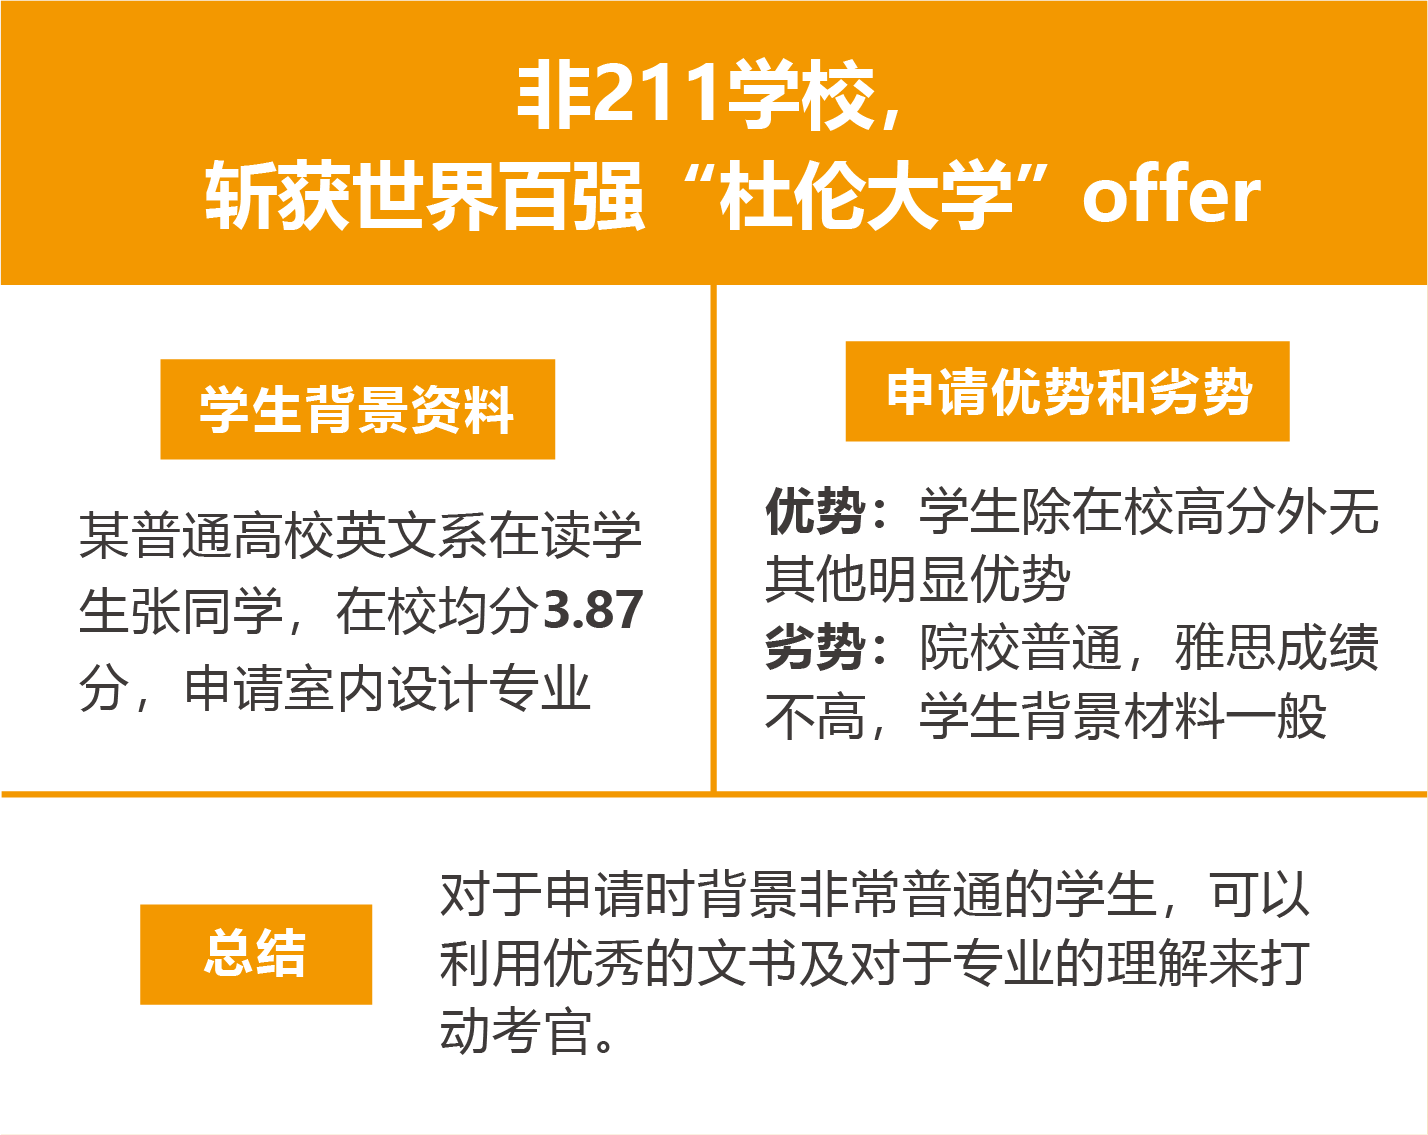 非211学校，
斩获世界百强“杜伦大学”offer
学生背景资料
某普通高校英文系在读学
生张同学，在校均分3.87
分，申请室内设计专业
申请优势和劣势
优势：学生除在校高分外无
其他明显优势
劣势：院校普通，雅思成绩
不高，学生背景材料一般
总结
对于申请时背景非常普通的学生，可以
利用优秀的文书及对于专业的理解来打
动考官。